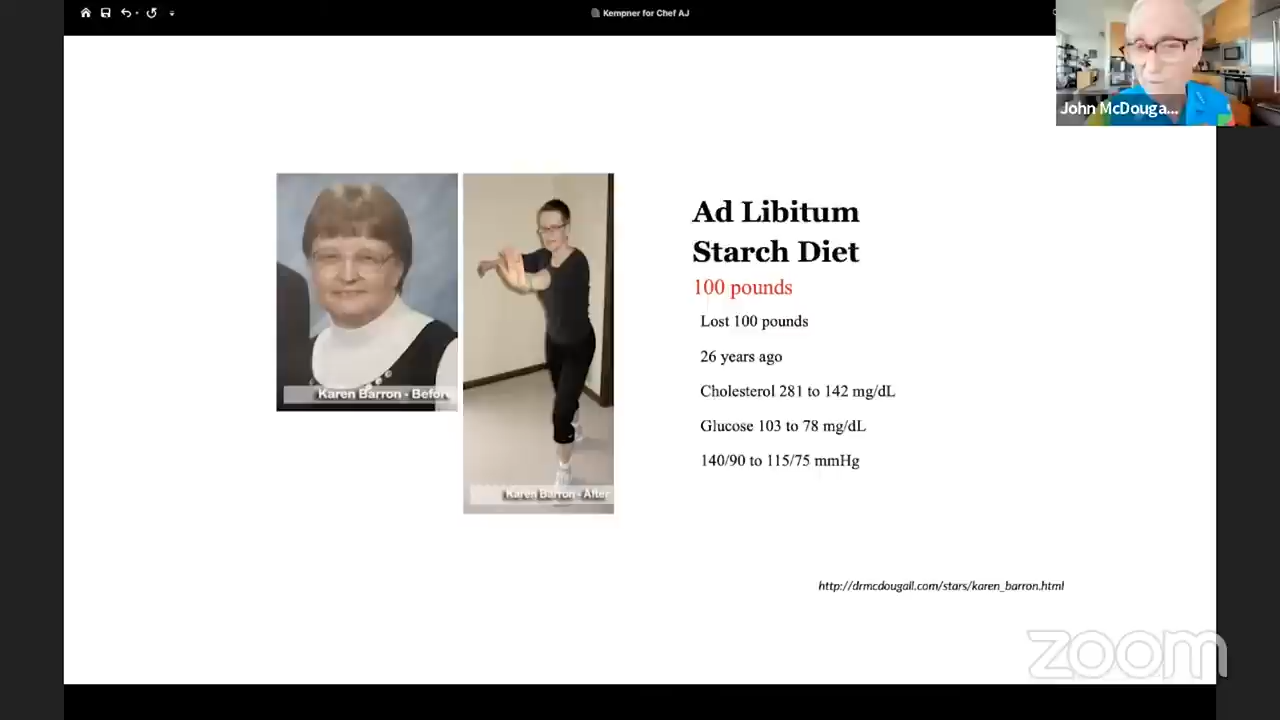 Kempner for Chef AJ
John McDouga...
Ad Libitum
Starch Diet
100 pounds
Lost 100 pounds
26 years ago
Cholesterol 281 to 142 mg/dL
Glucose 103 to 78 mg/dL
140/90 to 115/75 mmHg
Karen Barron - Before
Karen Barron - After
http://drmcdougall.com/stars/karen_barron.html
zoom